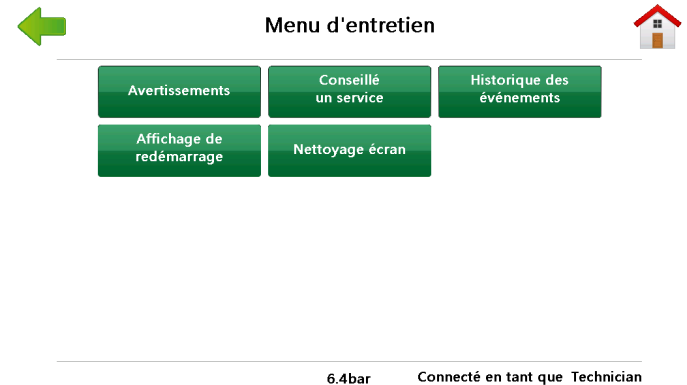 Menu d'entretien
Avertissements
Conseillé
un service
Historique des
événements
Affichage de
redémarrage
Nettoyage écran
6.4bar
Connecté en tant que Technician